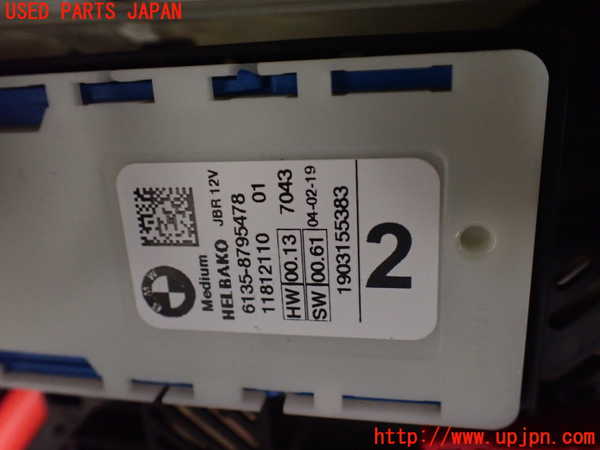 USED PARTS JAPAN
BMW
Medium JBR 12V
HELBAKO
6135-8795478
11812110 01
HW 00.13 7043
SW 00.61 04-02-19
1903155383
2
http://www.upjpn.com